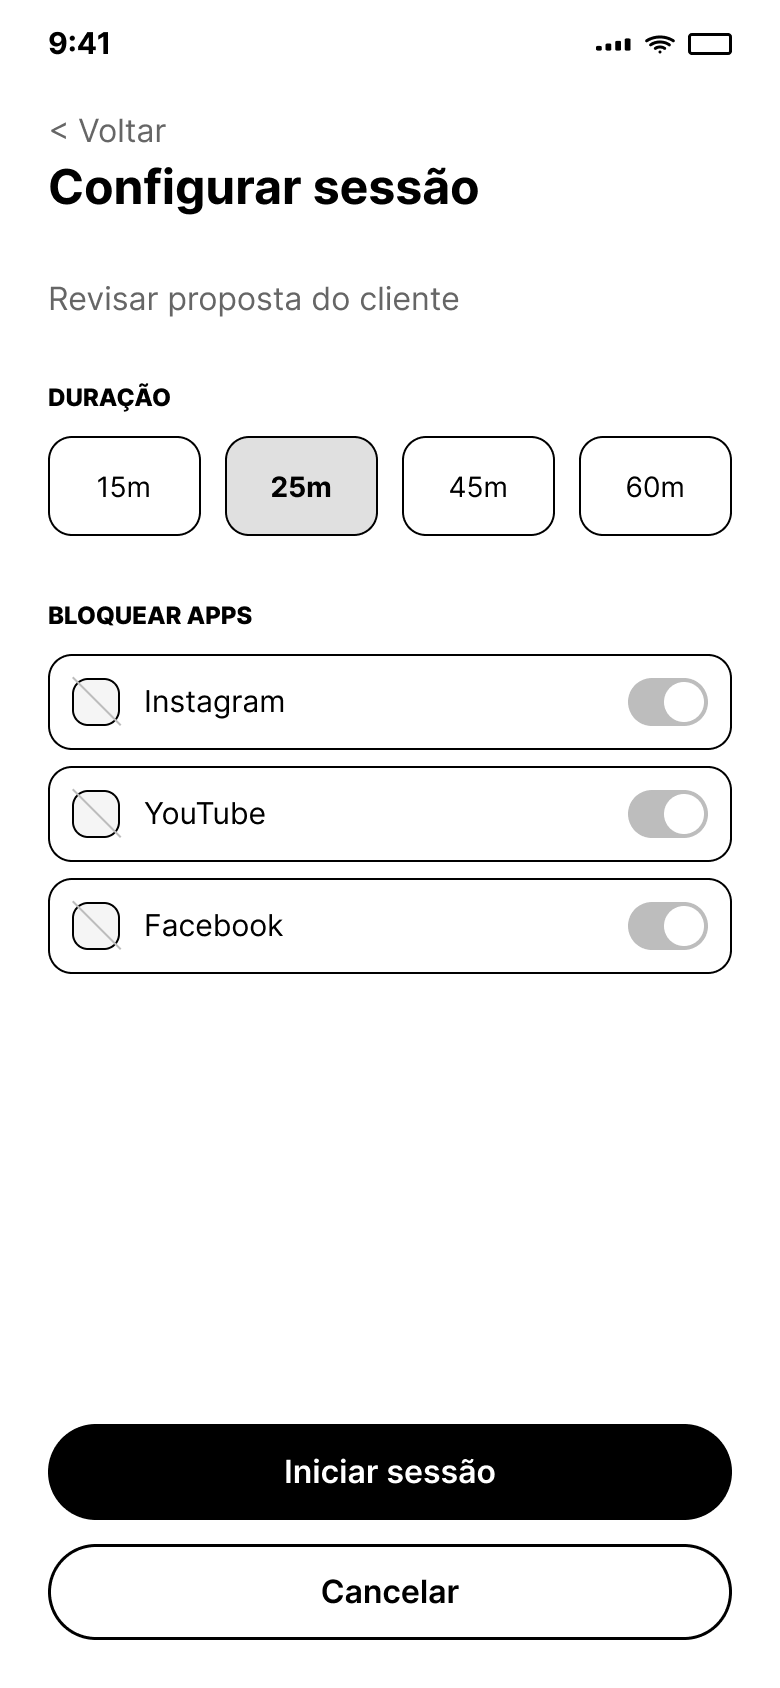 9:41
< Voltar
Configurar sessão
Revisar proposta do cliente
DURAÇÃO
15m 25m 45m 60m
BLOQUEAR APPS
Instagram
YouTube
Facebook
Iniciar sessão
Cancelar